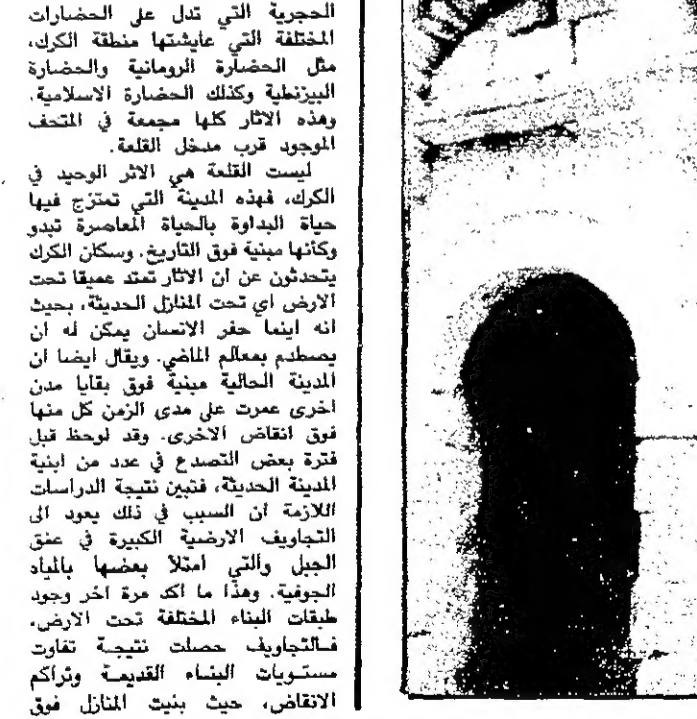 الحجرية التي تدل على الحضارات
المختلفة التي عايشتها منطقة الكرك،
مثل الحضارة الرومانية والحضارة
البيزنطية وكذلك الحضارة الاسلامية.
وهذه الاثار كلها مجمعة في المتحف
الموجود قرب مدخل القلعة.
ليست القلعة هي الاثر الوحيد في
الكرك، فهذه المدينة التي تمتزج فيها
حياة البداوة بالحياة المعاصرة تبدو
وكأنها مبنية فوق التاريخ. وسكان الكرك
يتحدثون عن ان الاثار تمتد عميقا تحت
الارض اي تحت المنازل الحديثة، بحيث
انه اينما حفر الانسان يمكن له ان
يصطدم بمعالم الماضي. ويقال ايضا ان
المدينة الحالية مبنية فوق بقايا مدن
اخرى عمرت على مدى الزمن كل منها
فوق انقاض الاخرى. وقد لوحظ قبل
فترة بعض التصدع في عدد من ابنية
المدينة الحديثة، فتبين نتيجة الدراسات
اللازمة ان السبب في ذلك يعود الى
التجاويف الارضية الكبيرة في عمق
الجبل والتي امتلأ بعضها بالمياه
الجوفية. وهذا ما اكد مرة اخر وجود
طبقات البناء المختلفة تحت الارض.
فالتجاويف حصلت نتيجة تفاوت
مستويات البناء القديمة وتراكم
الانقاض، حيث بنيت المنازل فوق